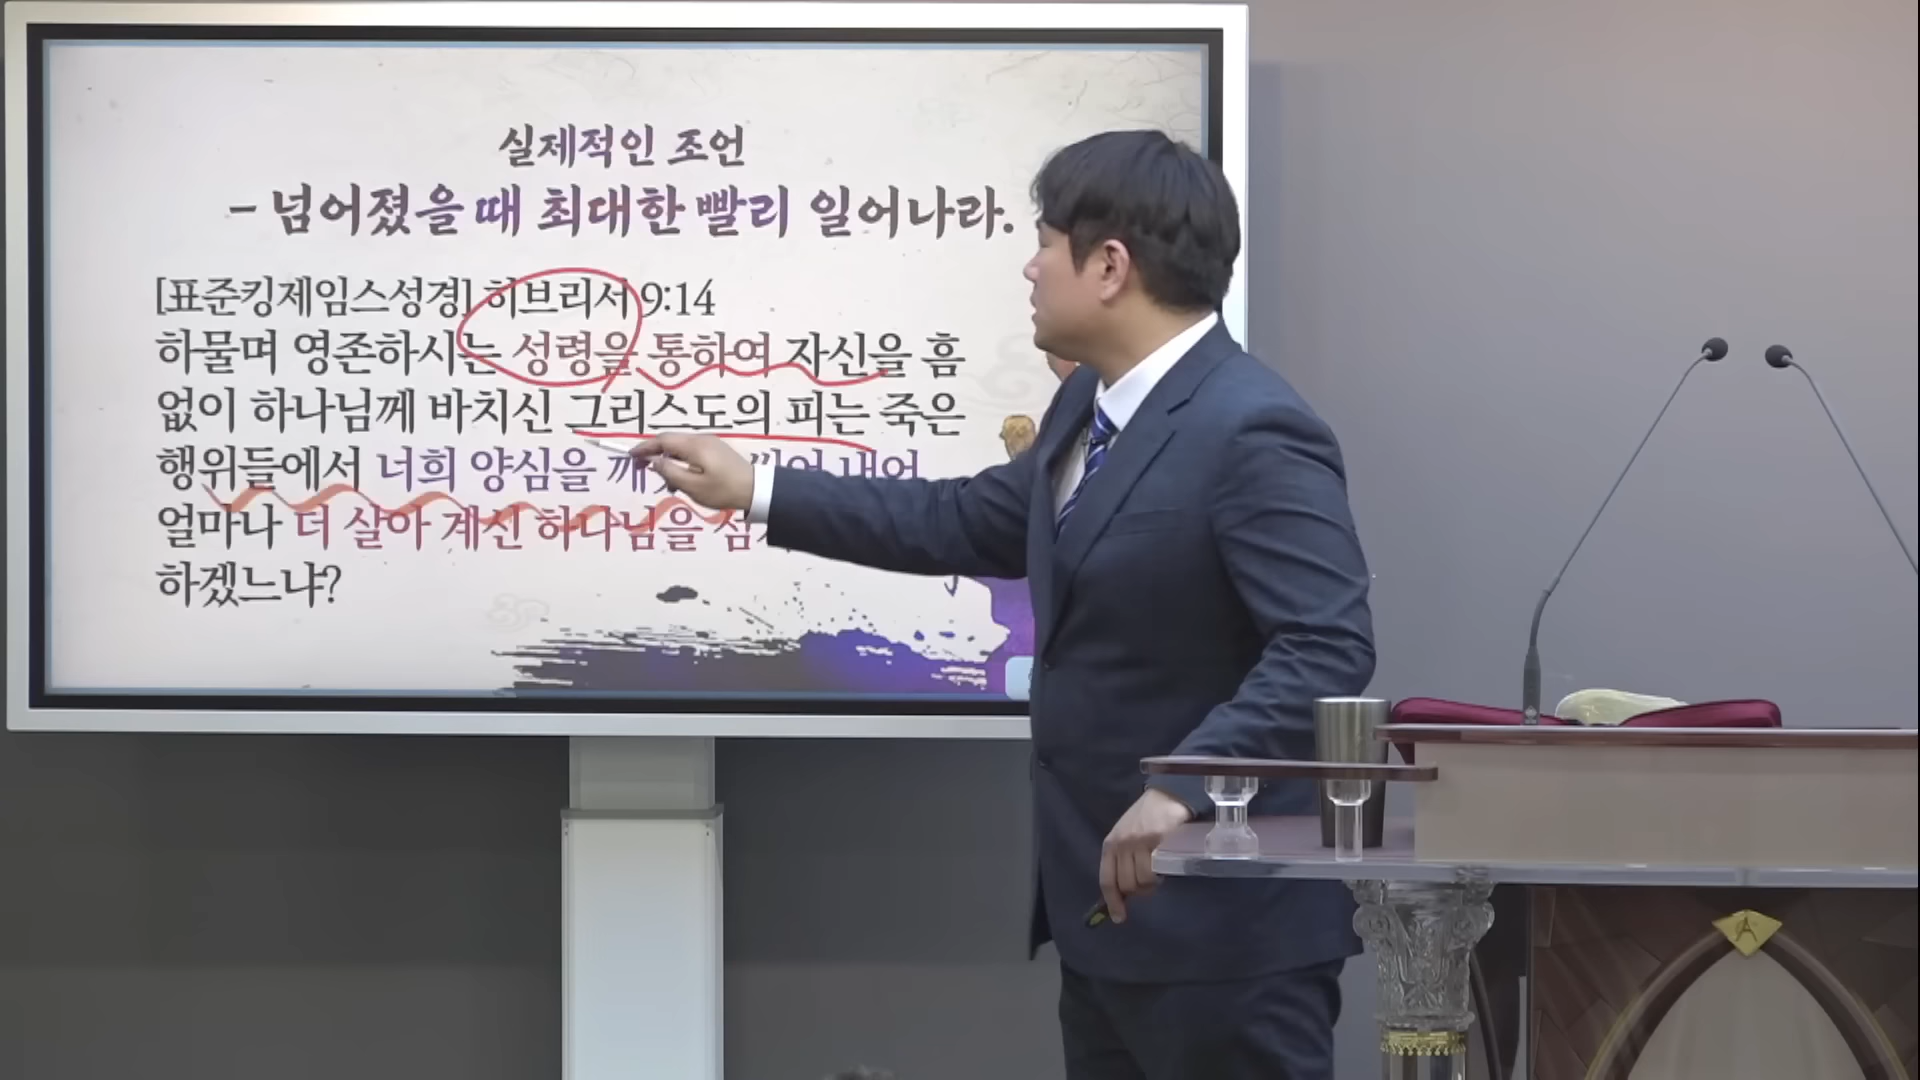 실제적인 조언
- 넘어졌을 때 최대한 빨리 일어나라.
[표준킹제임스성경] 히브리서 9:14
하물며 영존하시는 성령을 통하여 자신을 흠
없이 하나님께 바치신 그리스도의 피는 죽은
행위들에서 너희 양심을
얼마나 더 살아 계신 하나님을
하겠느냐?
A